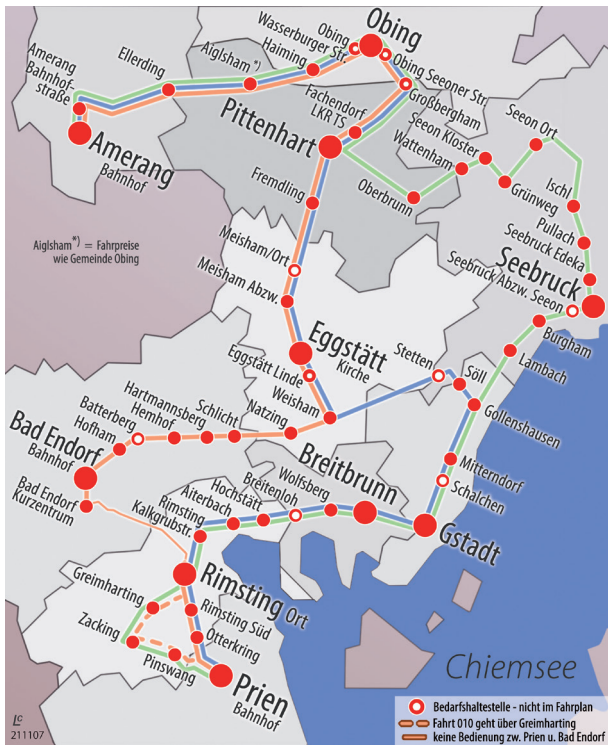 Obing
Obing
Wasserburger Str.
Haiming
Aiglsham*)
Ellerding
Amerang
Bahnhof-
straße
Amerang
Bahnhof
Obing Seeoner Str.
Großbergham
Fachendorf
LKR TS
Pittenhart
Seeon Ort
Seeon Kloster
Wattenham
Oberbrunn
Grünweg
Ischl
Pullach
Seebruck Edeka
Seebruck
Seebruck/Abzw. Seeon
Fremdling
Aiglsham*) = Fahrpreise
wie Gemeinde Obing
Meisham/Ort
Meisham Abzw.
Eggstätt
Kirche
Eggstätt Linde
Weisham
Natzing
Schlicht
Hartmannsberg
Hemhof
Batterberg
Hofham
Bad Endorf
Bahnhof
Bad Endorf
Kurzentrum
Stetten
Söll
Gollenshausen
Lambach
Burgham
Mitterndorf
Schalchen
Gstadt
Breitbrunn
Wolfsberg
Breitenloh
Hochstätt
Aiterbach
Rimsting
Kalkgrubstr.
Rimsting Ort
Greimharting
Zacking
Pinswang
Rimsting Süd
Otterkring
Prien
Bahnhof
Chiemsee
Bedarfshaltestelle - nicht im Fahrplan
Fahrt 010 geht über Greimharting
keine Bedienung zw. Prien u. Bad Endorf
Lc
211107